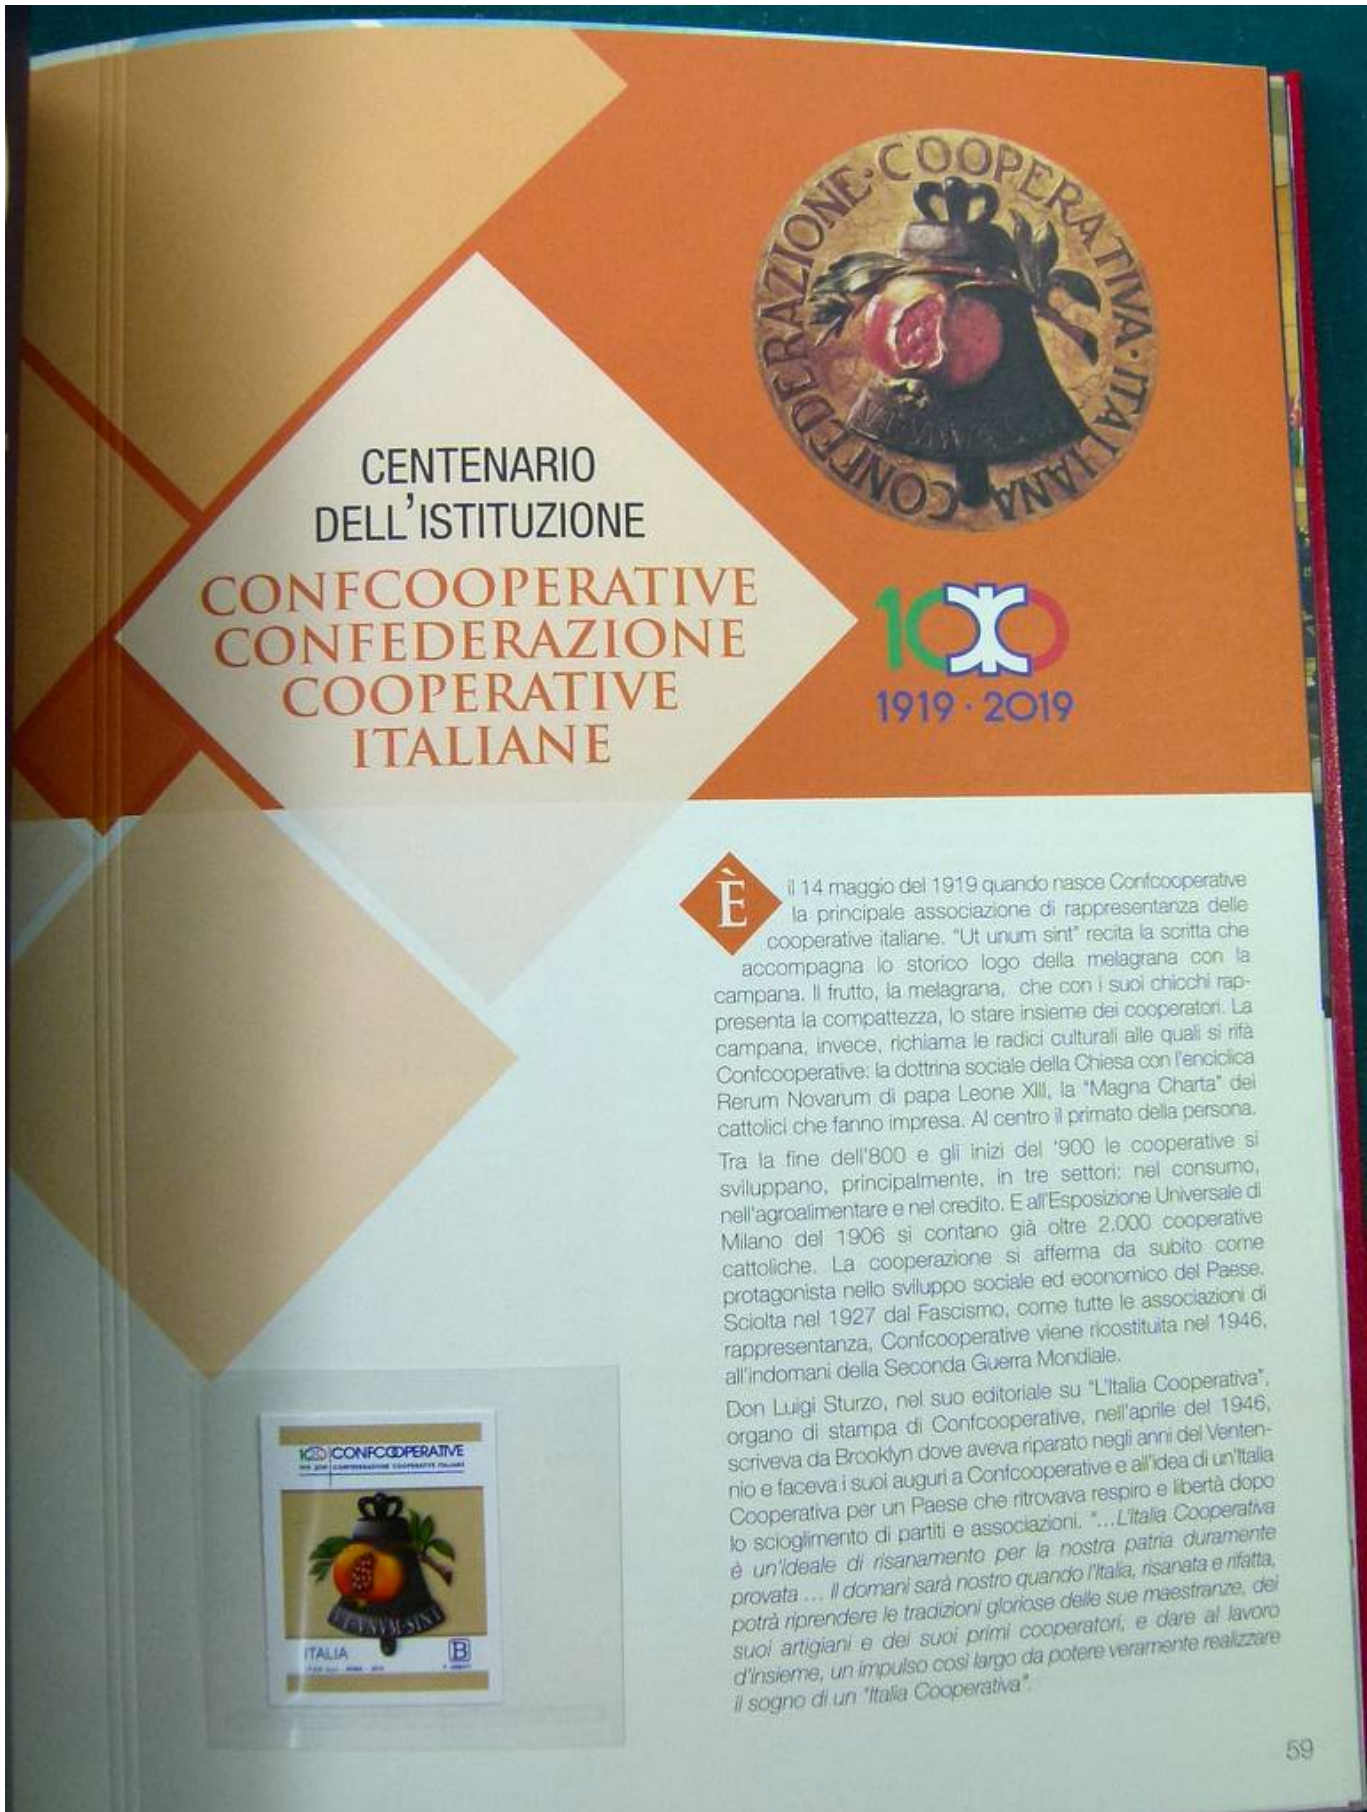 CONFEDERAZIONE·COOPERATIVA·ITALIANA
CENTENARIO
DELL'ISTITUZIONE
CONFCOOPERATIVE
CONFEDERAZIONE
COOPERATIVE
ITALIANE
100
1919 · 2019
È il 14 maggio del 1919 quando nasce Confcooperative
la principale associazione di rappresentanza delle
cooperative italiane. "Ut unum sint" recita la scritta che
accompagna lo storico logo della melagrana con la
campana. Il frutto, la melagrana, che con i suoi chicchi rap-
presenta la compattezza, lo stare insieme dei cooperatori. La
campana, invece, richiama le radici culturali alle quali si rifà
Confcooperative: la dottrina sociale della Chiesa con l'enciclica
Rerum Novarum di papa Leone XIII, la "Magna Charta" dei
cattolici che fanno impresa. Al centro il primato della persona.
Tra la fine dell'800 e gli inizi del '900 le cooperative si
sviluppano, principalmente, in tre settori: nel consumo,
nell'agroalimentare e nel credito. E all'Esposizione Universale di
Milano del 1906 si contano già oltre 2.000 cooperative
cattoliche. La cooperazione si afferma da subito come
protagonista nello sviluppo sociale ed economico del Paese.
Sciolta nel 1927 dal Fascismo, come tutte le associazioni di
rappresentanza, Confcooperative viene ricostituita nel 1946,
all'indomani della Seconda Guerra Mondiale.
Don Luigi Sturzo, nel suo editoriale su "L'Italia Cooperativa",
organo di stampa di Confcooperative, nell'aprile del 1946,
scriveva da Brooklyn dove aveva riparato negli anni del Venten-
nio e faceva i suoi auguri a Confcooperative e all'idea di un'Italia
Cooperativa per un Paese che ritrovava respiro e libertà dopo
lo scioglimento di partiti e associazioni. "...L'Italia Cooperativa
è un'ideale di risanamento per la nostra patria duramente
provata ... Il domani sarà nostro quando l'Italia, risanata e rifatta,
potrà riprendere le tradizioni gloriose delle sue maestranze, dei
suoi artigiani e dei suoi primi cooperatori, e dare al lavoro
d'insieme, un impulso così largo da potere veramente realizzare
il sogno di un "Italia Cooperativa".
100 CONFCOOPERATIVE
CONFEDERAZIONE COOPERATIVE ITALIANE
VT·VNVM·SINT
ITALIA
B
59